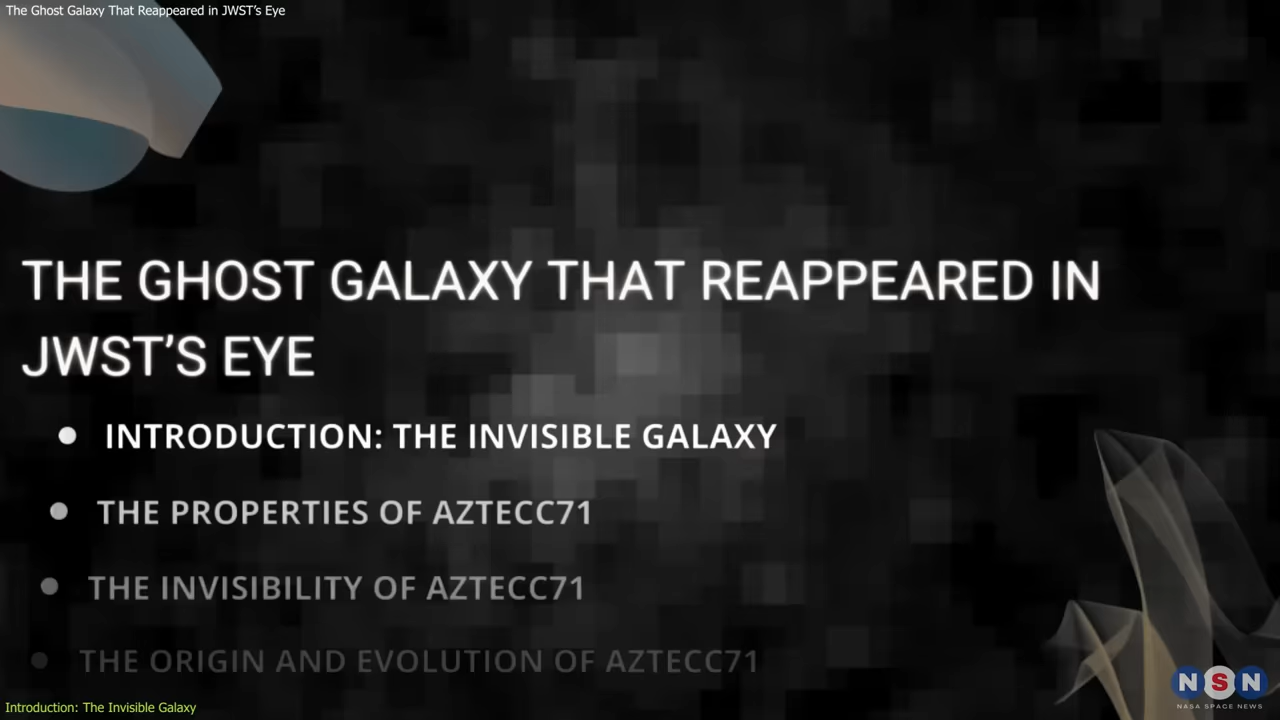 The Ghost Galaxy That Reappeared in JWST’s Eye
THE GHOST GALAXY THAT REAPPEARED IN
JWST’S EYE
INTRODUCTION: THE INVISIBLE GALAXY
THE PROPERTIES OF AZTECC71
THE INVISIBILITY OF AZTECC71
THE ORIGIN AND EVOLUTION OF AZTECC71
NSN
NASA SPACE NEWS
Introduction: The Invisible Galaxy